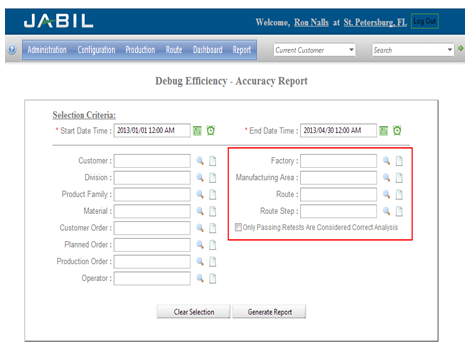 JABIL
Welcome, Ron Nalls at St. Petersburg, FL Log Out
Administration Configuration Production Route Dashboard Report Current Customer Search
Debug Efficiency - Accuracy Report
Selection Criteria:
* Start Date Time : 2013/01/01 12:00 AM * End Date Time : 2013/04/30 12:00 AM
Customer : Factory :
Division : Manufacturing Area :
Product Family : Route :
Material : Route Step :
Customer Order : Only Passing Retests Are Considered Correct Analysis
Planned Order :
Production Order :
Operator :
Clear Selection Generate Report